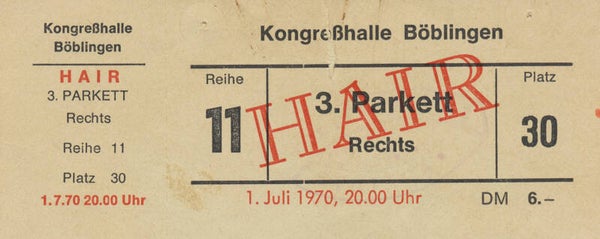 Kongreßhalle
Böblingen
HAIR
3. PARKETT
Rechts
Reihe 11
Platz 30
1.7.70 20.00 Uhr
Kongreßhalle Böblingen
Reihe
11
HAIR
3. Parkett
Rechts
Platz
30
1. Juli 1970, 20.00 Uhr
DM 6.–